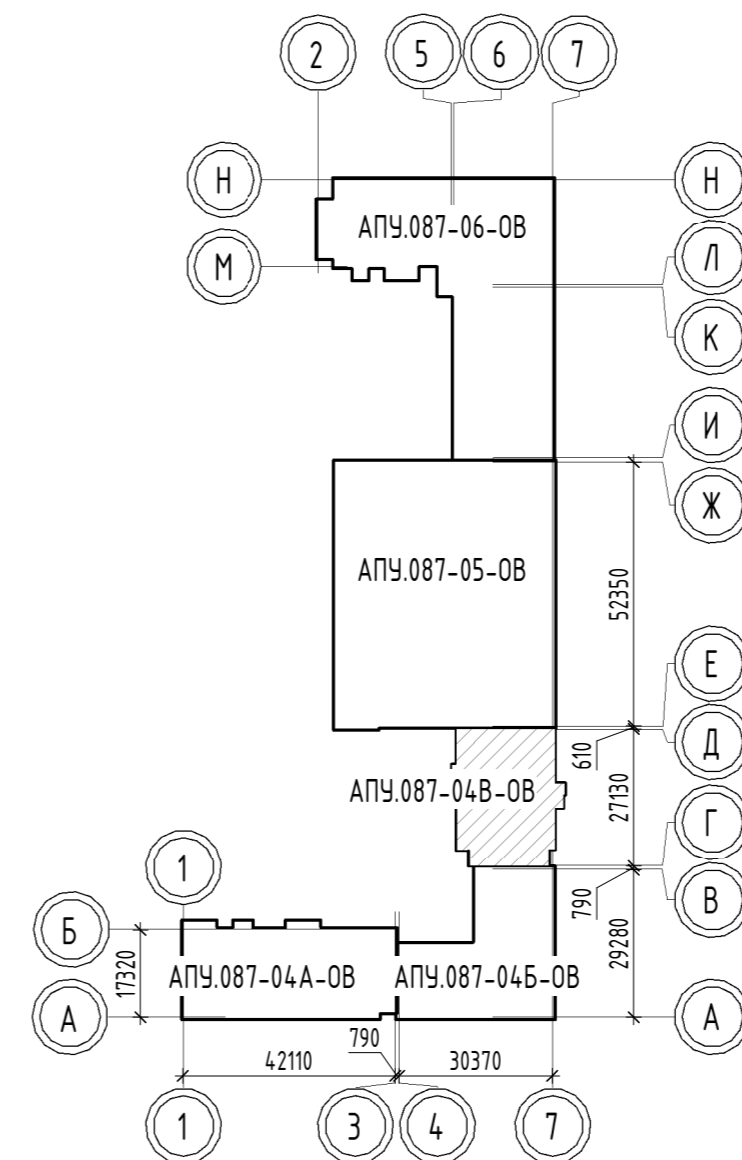 2 5 6 7
Н Н
АПУ.087-06-ОВ
Л
М
К
И
Ж
АПУ.087-05-ОВ
52350
Е
610
Д
АПУ.087-04В-ОВ
27130
Г
1
790
В
Б
17320
29280
АПУ.087-04А-ОВ АПУ.087-04Б-ОВ
А А
790
42110 30370
1 3 4 7